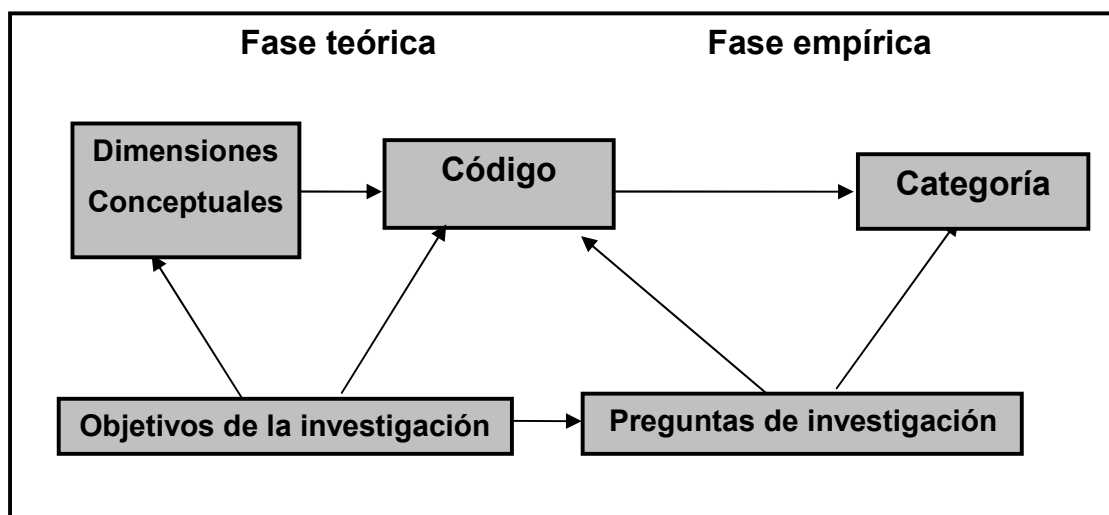 Fase teórica
Fase empírica
Dimensiones
Conceptuales
Código
Categoría
Objetivos de la investigación
Preguntas de investigación